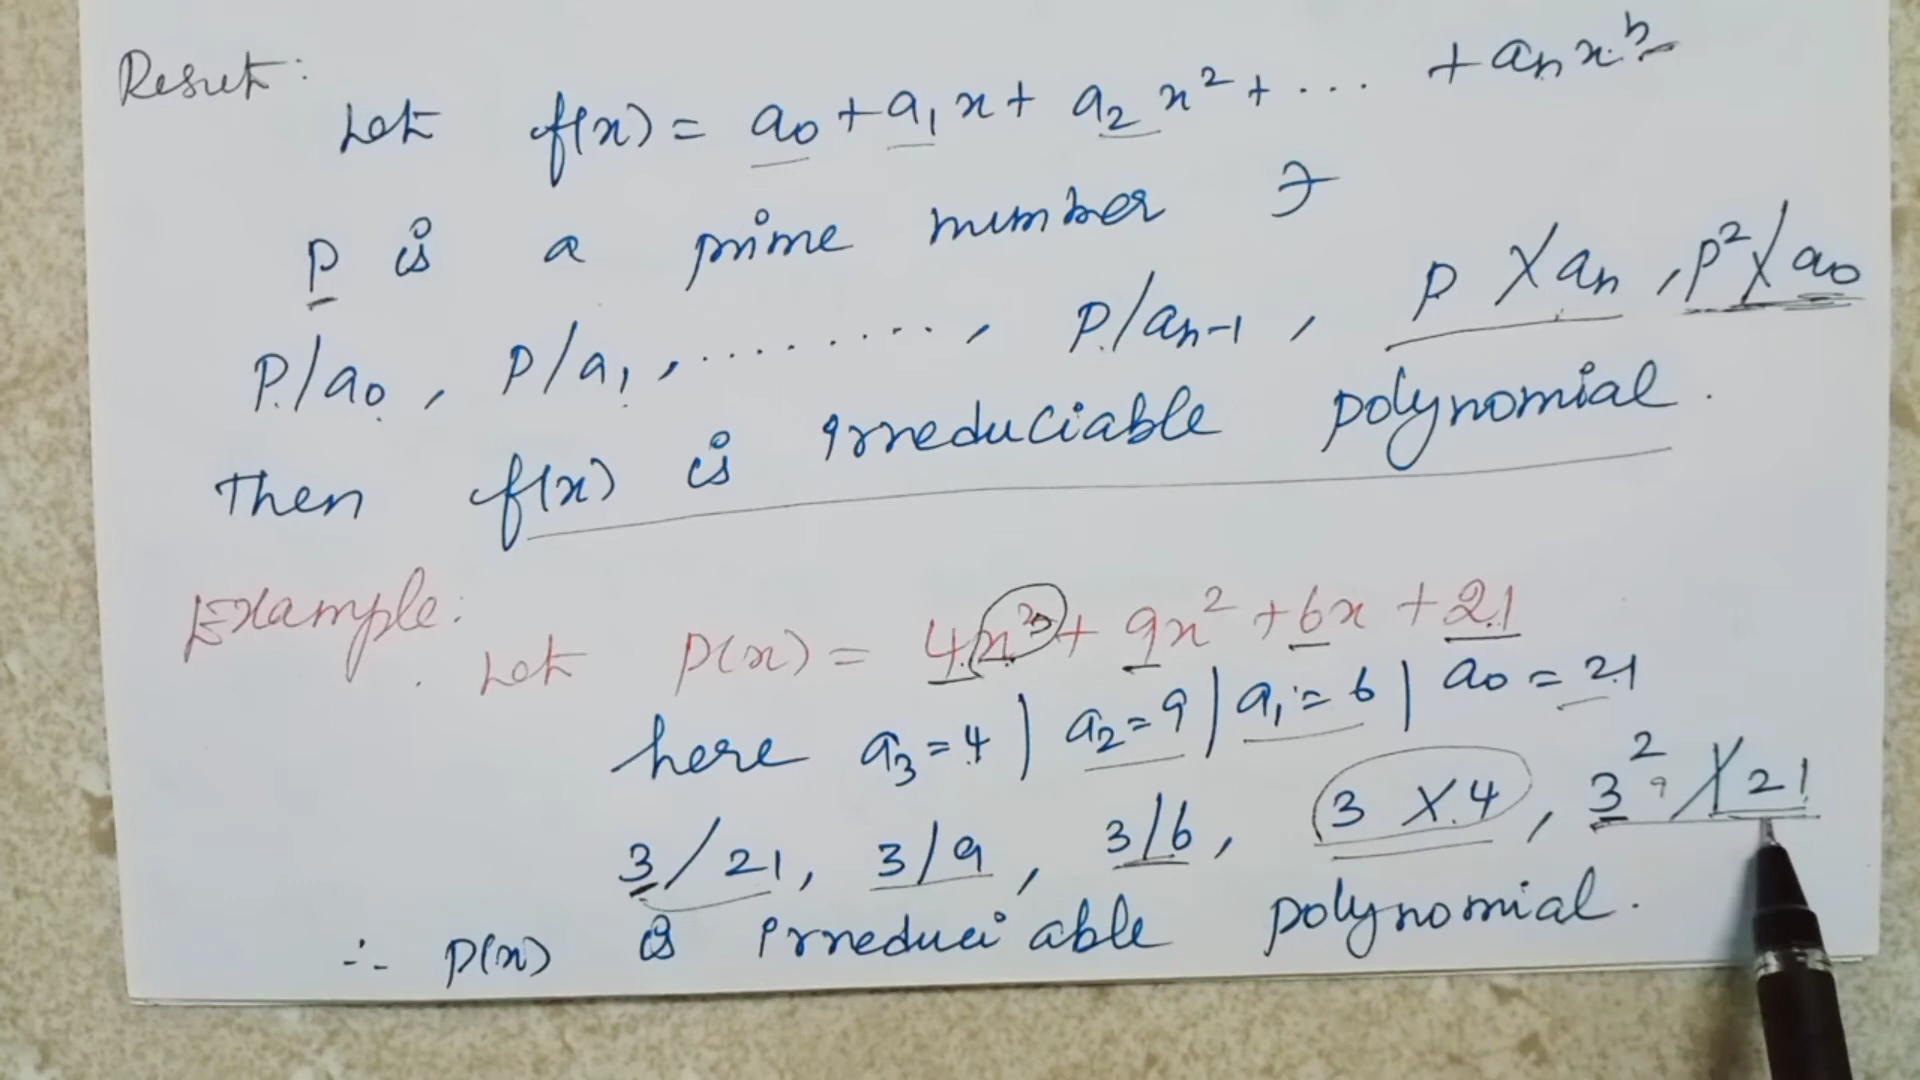 Result:
Let f(x) = a₀ + a₁x + a₂x² + ... + aₙxⁿ
P is a prime number ∋
P/a₀, P/a₁, ........, P/aₙ₋₁, P ∤ aₙ, p² ∤ a₀
Then f(x) is irreduciable polynomial.
Example:
Let P(x) = 4x³ + 9x² + 6x + 21
here a₃=4 | a₂=9 | a₁=6 | a₀=21
3/21, 3/9, 3/6, 3 ∤ 4, 3² 9 ∤ 21
∴ P(x) is irreduciable polynomial.